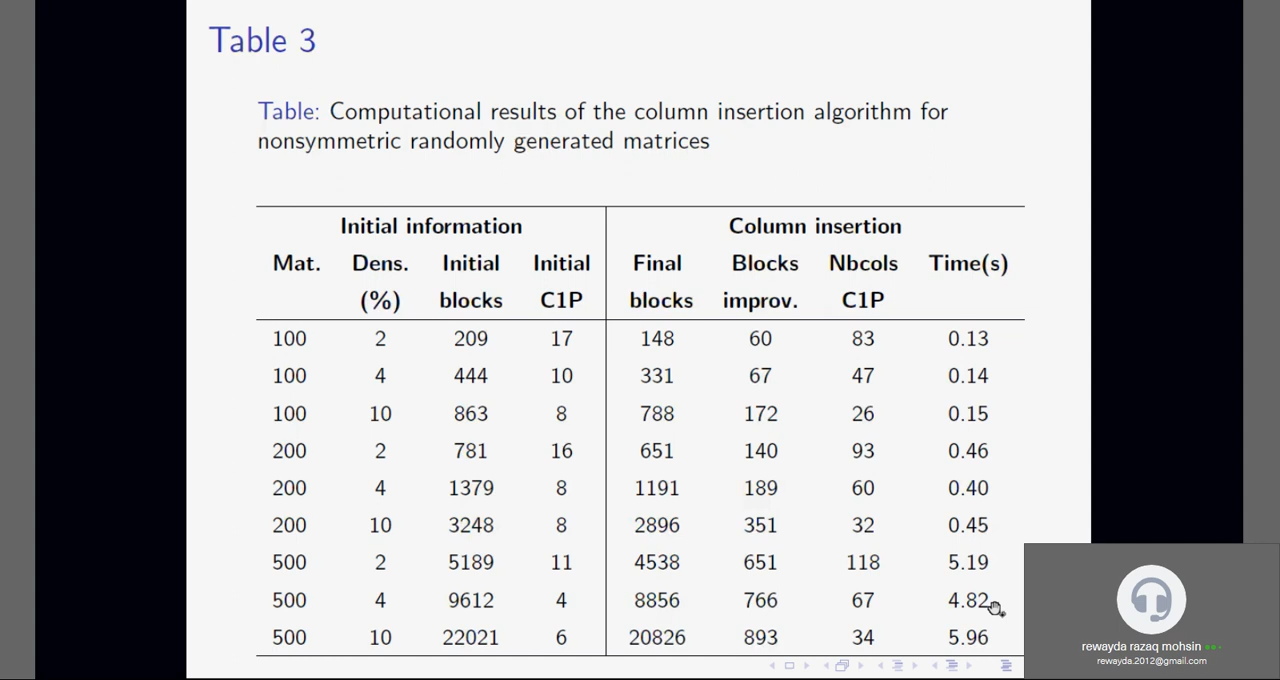 Table 3
Table: Computational results of the column insertion algorithm for
nonsymmetric randomly generated matrices
Initial information Column insertion
Mat. Dens. Initial Initial Final Blocks Nbcols Time(s)
(%) blocks C1P blocks improv. C1P
100 2 209 17 148 60 83 0.13
100 4 444 10 331 67 47 0.14
100 10 863 8 788 172 26 0.15
200 2 781 16 651 140 93 0.46
200 4 1379 8 1191 189 60 0.40
200 10 3248 8 2896 351 32 0.45
500 2 5189 11 4538 651 118 5.19
500 4 9612 4 8856 766 67 4.82
500 10 22021 6 20826 893 34 5.96
rewayda razaq mohsin
rewayda.2012@gmail.com